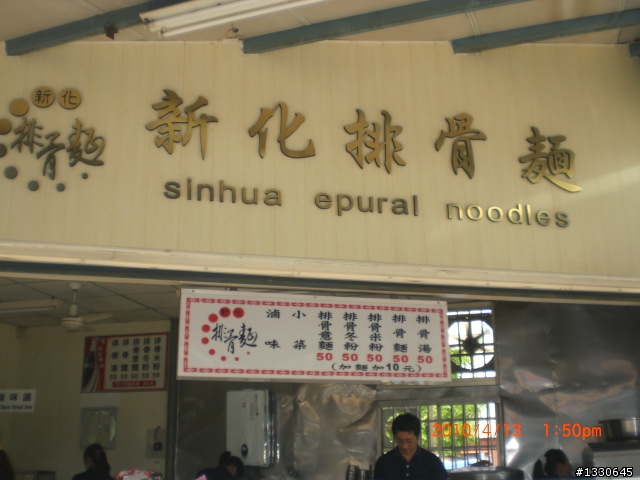 新化
排骨麵
新化排骨麵
sinhua epural noodles
新化
排骨麵
滷味
小菜
排骨意麵 50
排骨冬粉 50
排骨米粉 50
排骨麵 50
排骨湯 50
(加麵加10元)
2010/4/13 1:50pm
#1330645